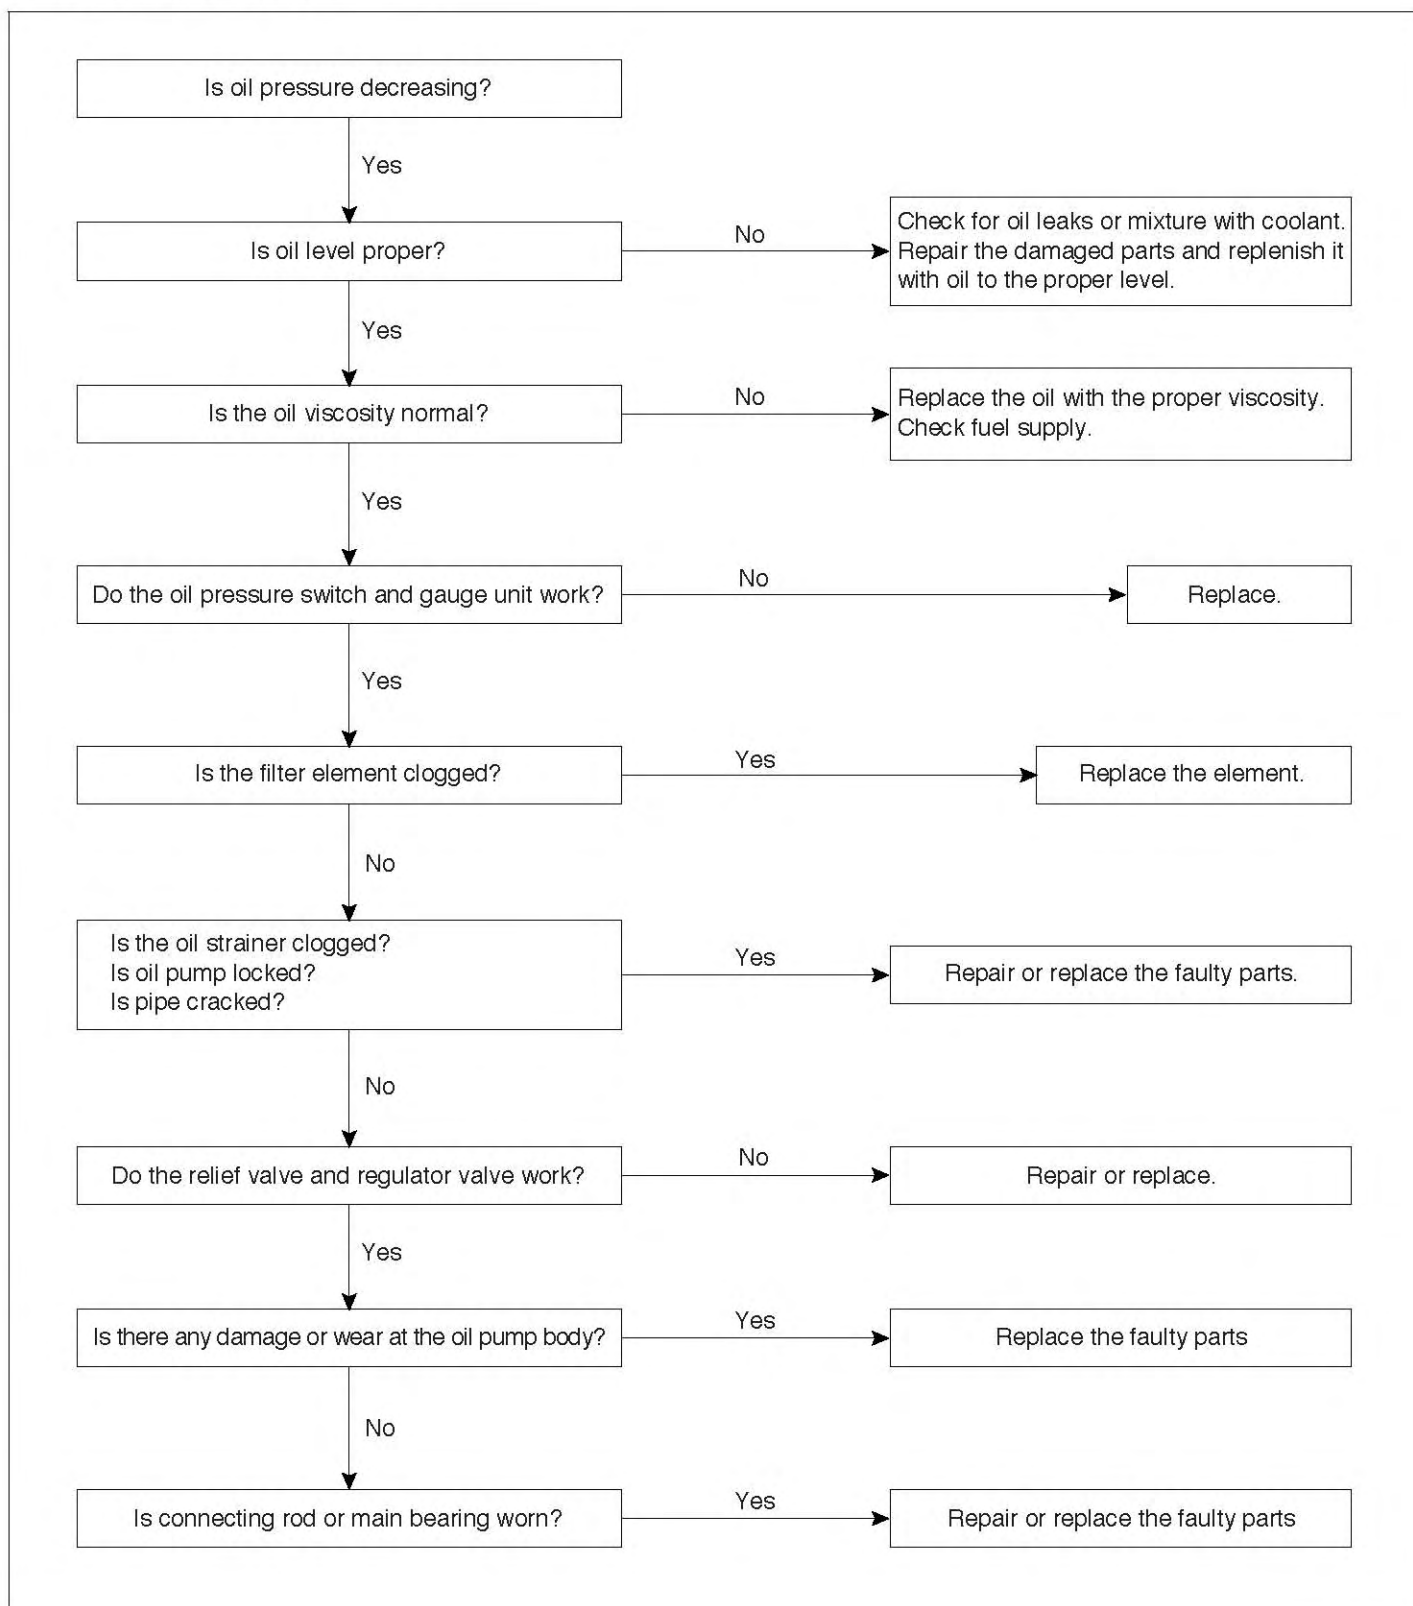 Is oil pressure decreasing?
Yes
Is oil level proper?
No
Check for oil leaks or mixture with coolant.
Repair the damaged parts and replenish it
with oil to the proper level.
Yes
Is the oil viscosity normal?
No
Replace the oil with the proper viscosity.
Check fuel supply.
Yes
Do the oil pressure switch and gauge unit work?
No
Replace.
Yes
Is the filter element clogged?
Yes
Replace the element.
No
Is the oil strainer clogged?
Is oil pump locked?
Is pipe cracked?
Yes
Repair or replace the faulty parts.
No
Do the relief valve and regulator valve work?
No
Repair or replace.
Yes
Is there any damage or wear at the oil pump body?
Yes
Replace the faulty parts
No
Is connecting rod or main bearing worn?
Yes
Repair or replace the faulty parts